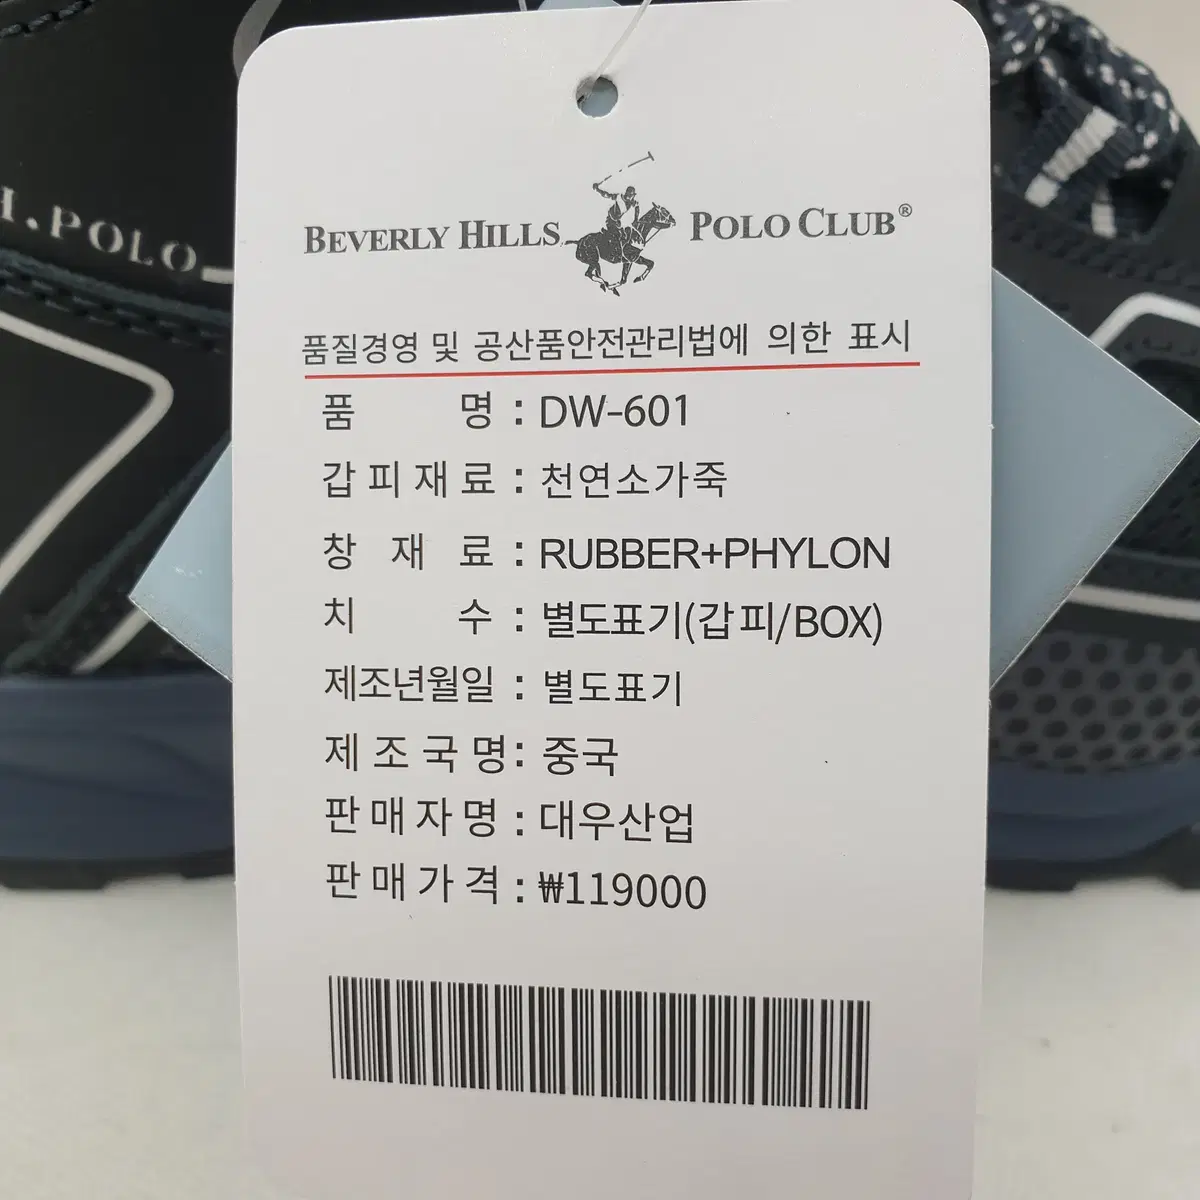 H.POLO
BEVERLY HILLS POLO CLUB®
품질경영 및 공산품안전관리법에 의한 표시
품 명 : DW-601
갑피재료 : 천연소가죽
창 재 료 : RUBBER+PHYLON
치 수 : 별도표기(갑피/BOX)
제조년월일 : 별도표기
제조국명 : 중국
판매자명 : 대우산업
판매가격 : ₩119000